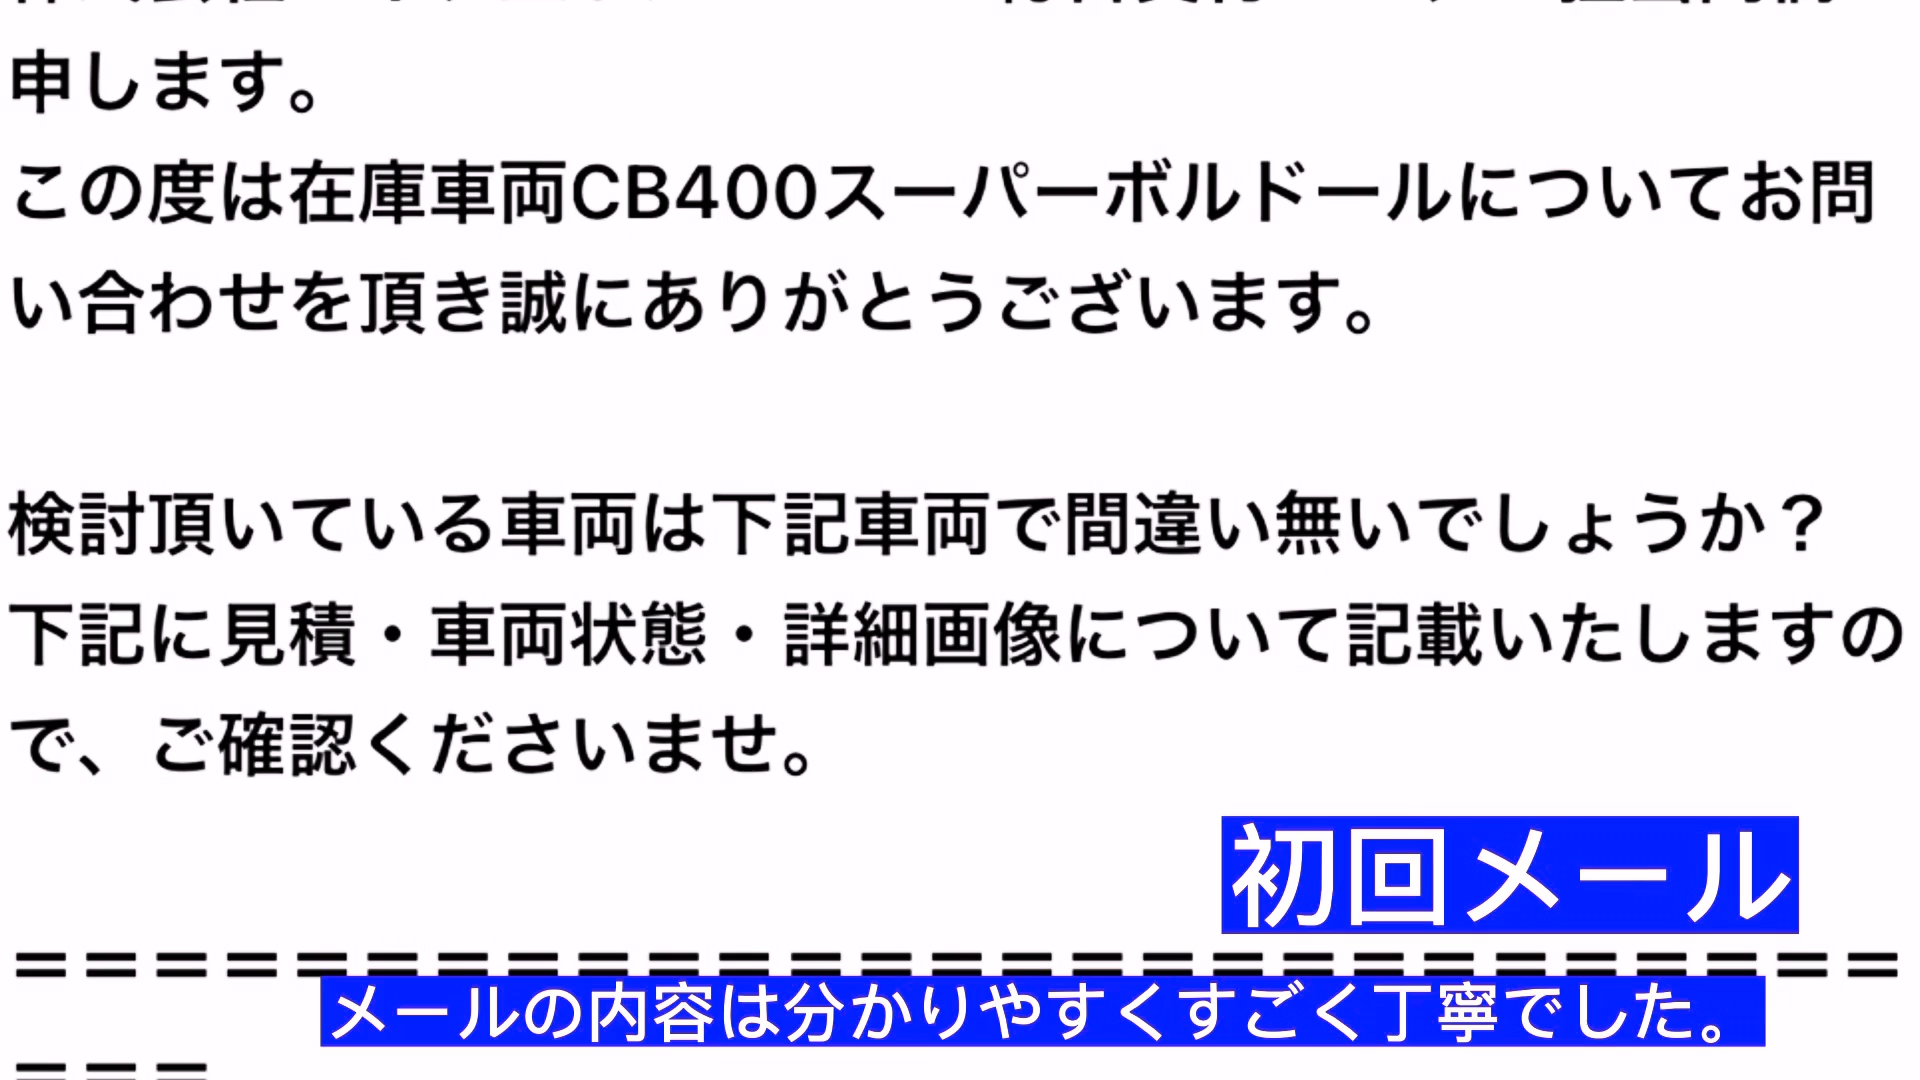 申します。
この度は在庫車両CB400スーパーボルドールについてお問
い合わせを頂き誠にありがとうございます。
検討頂いている車両は下記車両で間違い無いでしょうか？
下記に見積・車両状態・詳細画像について記載いたしますの
で、ご確認くださいませ。
初回メール
＝＝＝＝＝＝＝＝＝＝＝＝＝＝＝＝＝＝＝＝＝＝＝＝＝＝＝
メールの内容は分かりやすくすごく丁寧でした。
＝＝＝